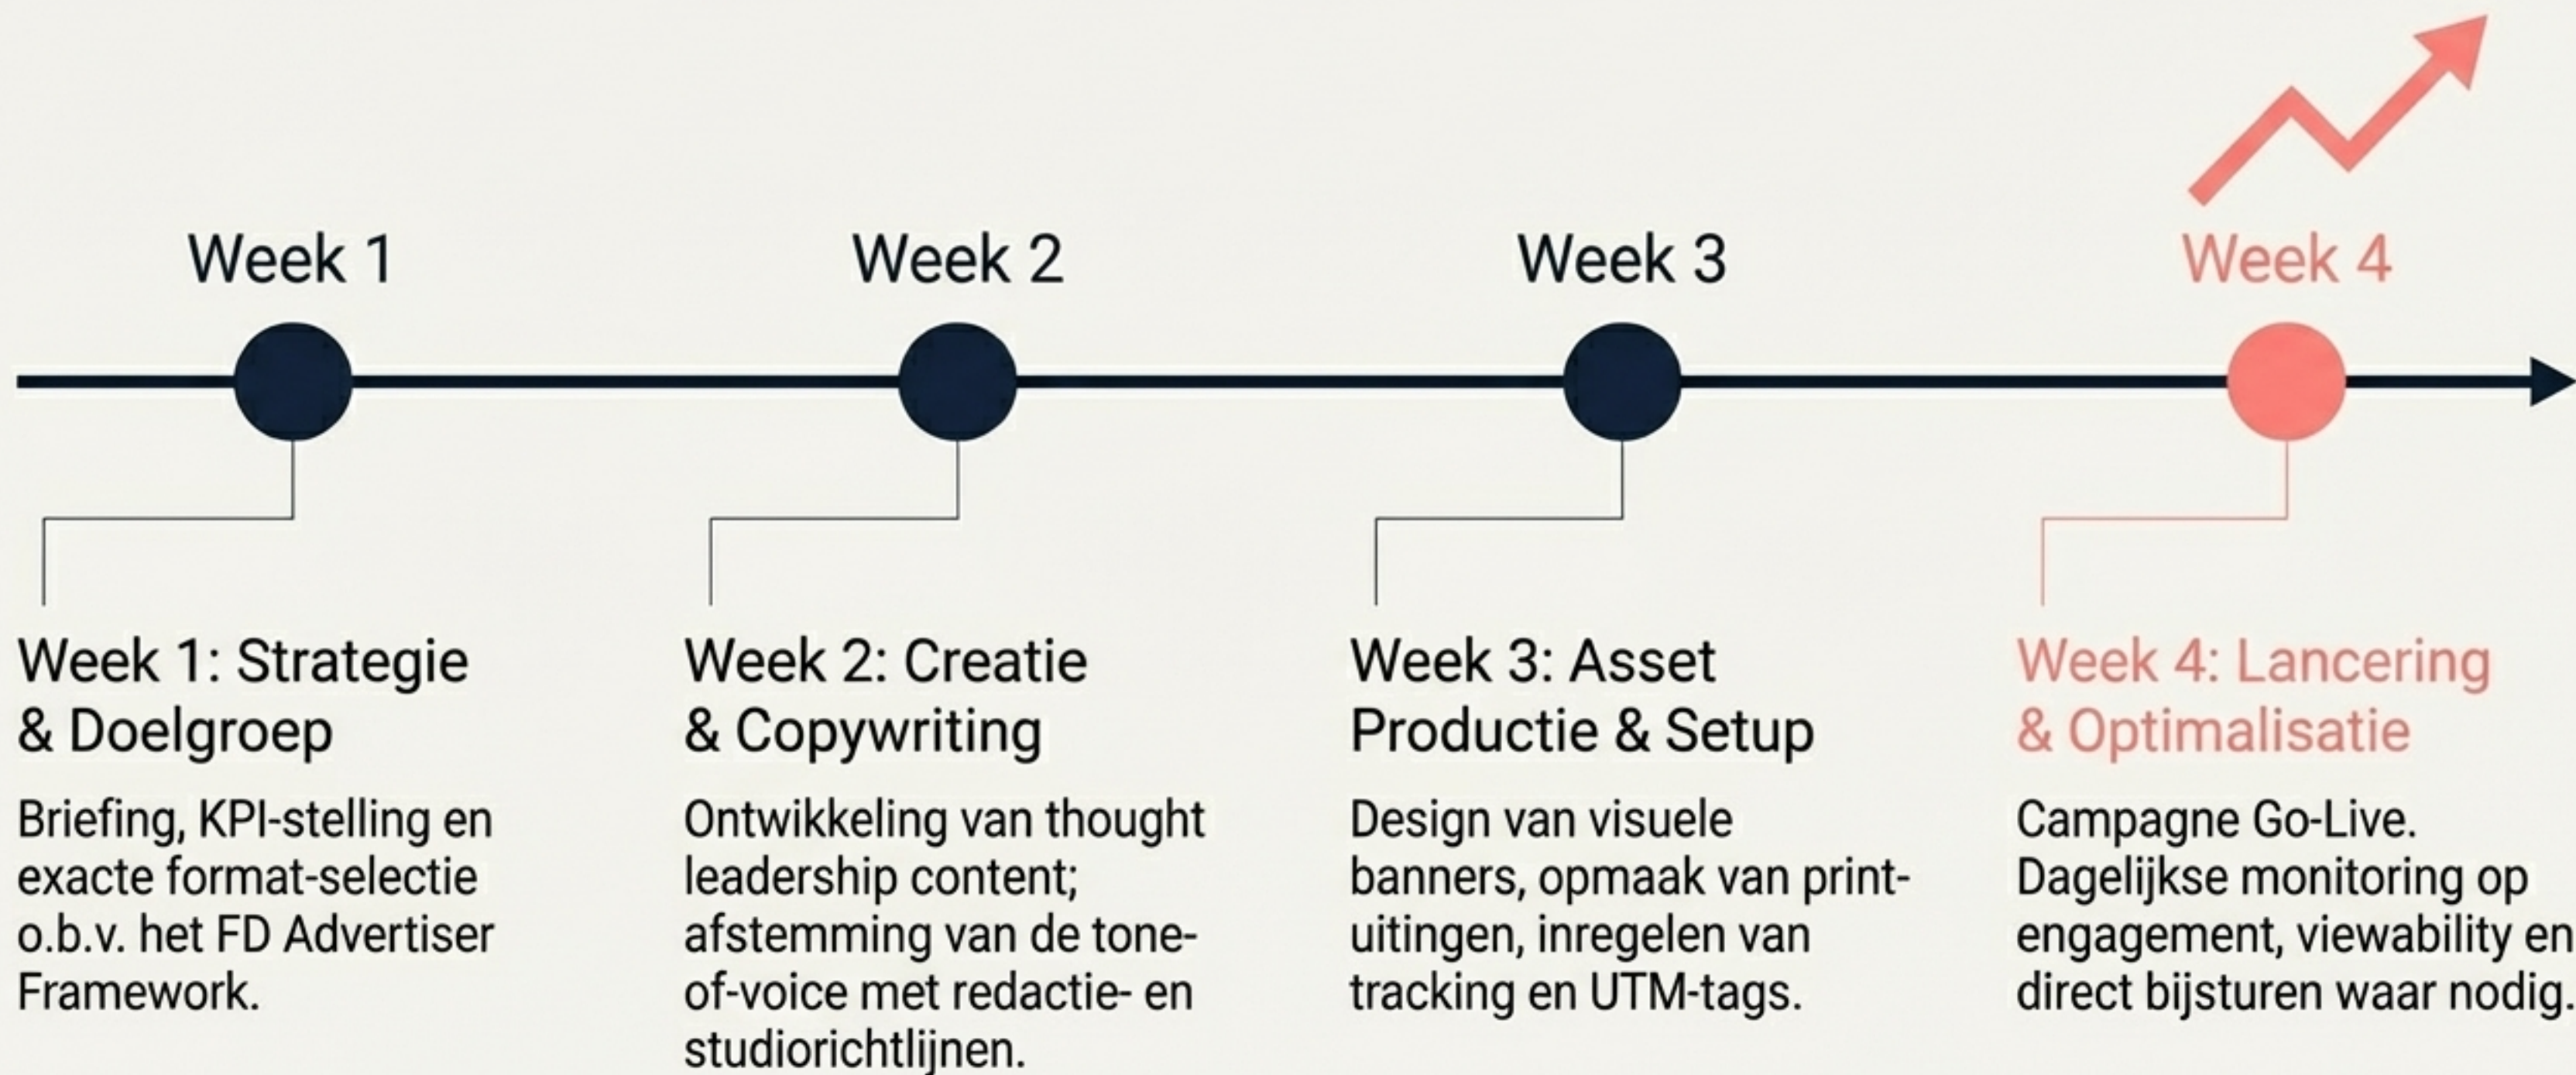 Week 1
Week 2
Week 3
Week 4
Week 1: Strategie
& Doelgroep
Briefing, KPI-stelling en
exacte format-selectie
o.b.v. het FD Advertiser
Framework.
Week 2: Creatie
& Copywriting
Ontwikkeling van thought
leadership content;
afstemming van de tone-
of-voice met redactie- en
studiorichtlijnen.
Week 3: Asset
Productie & Setup
Design van visuele
banners, opmaak van print-
uitingen, inregelen van
tracking en UTM-tags.
Week 4: Lancering
& Optimalisatie
Campagne Go-Live.
Dagelijkse monitoring op
engagement, viewability en
direct bijsturen waar nodig.